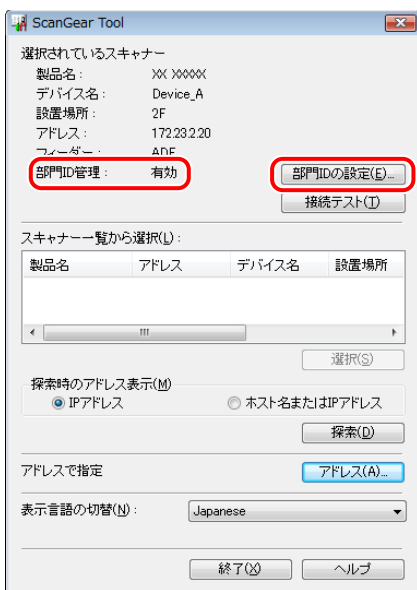 ScanGear Tool
選択されているスキャナー
製品名： XX XXXXX
デバイス名： Device_A
設置場所： 2F
アドレス： 172.23.2.20
フィーダー： ADF
部門ID管理： 有効 部門IDの設定(E)...
接続テスト(T)
スキャナー一覧から選択(L)：
製品名 アドレス デバイス名 設置場所
選択(S)
探索時のアドレス表示(M)
IPアドレス ホスト名またはIPアドレス
探索(D)
アドレスで指定 アドレス(A)...
表示言語の切替(N)： Japanese
終了(X) ヘルプ